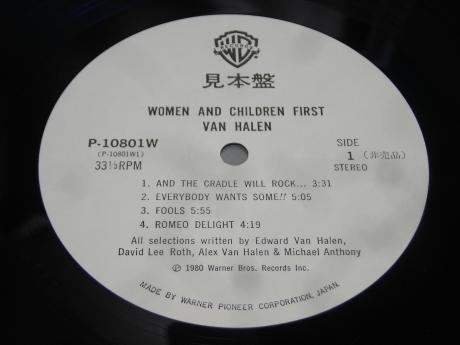 RECORDS
見本盤
WOMEN AND CHILDREN FIRST
VAN HALEN
P-10801W
(P-10801W1)
33⅓RPM
SIDE
1 (非売品)
STEREO
1. AND THE CRADLE WILL ROCK... 3:31
2. EVERYBODY WANTS SOME!! 5:05
3. FOOLS 5:55
4. ROMEO DELIGHT 4:19
All selections written by Edward Van Halen,
David Lee Roth, Alex Van Halen & Michael Anthony
Ⓟ 1980 Warner Bros. Records Inc.
MADE BY WARNER PIONEER CORPORATION, JAPAN.